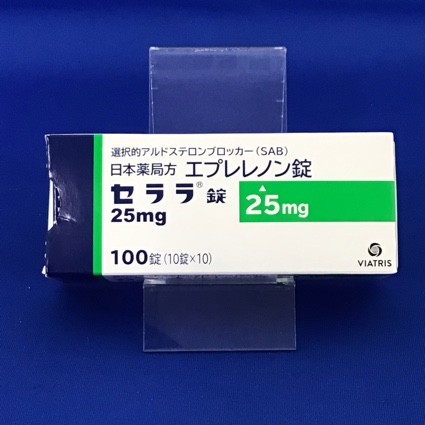 選択的アルドステロンブロッカー(SAB)
日本薬局方 エプレレノン錠
セララ®錠
25mg
25mg
100錠(10錠×10)
VIATRIS